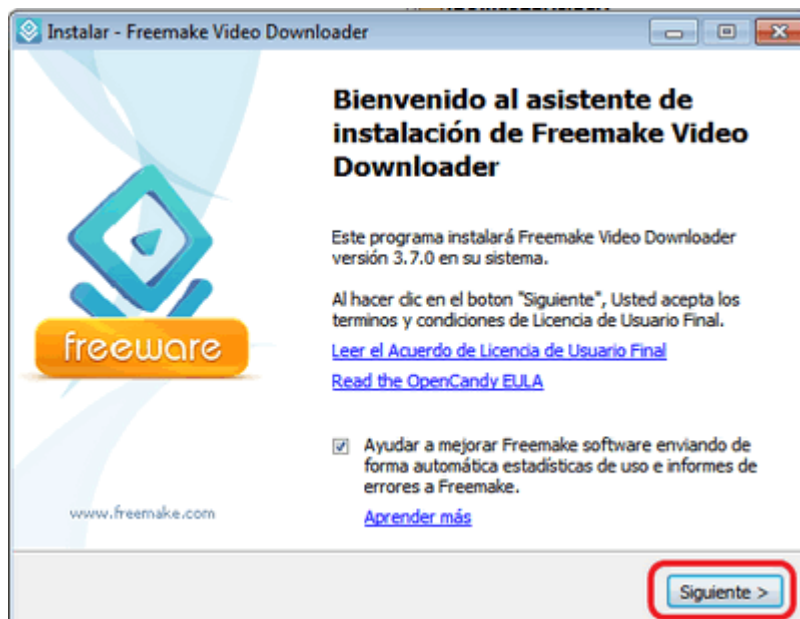 Instalar - Freemake Video Downloader
Bienvenido al asistente de
instalación de Freemake Video
Downloader
Este programa instalará Freemake Video Downloader
versión 3.7.0 en su sistema.
Al hacer clic en el boton "Siguiente", Usted acepta los
terminos y condiciones de Licencia de Usuario Final.
Leer el Acuerdo de Licencia de Usuario Final
Read the OpenCandy EULA
freeware
Ayudar a mejorar Freemake software enviando de
forma automática estadísticas de uso e informes de
errores a Freemake.
Aprender más
www.freemake.com
Siguiente >